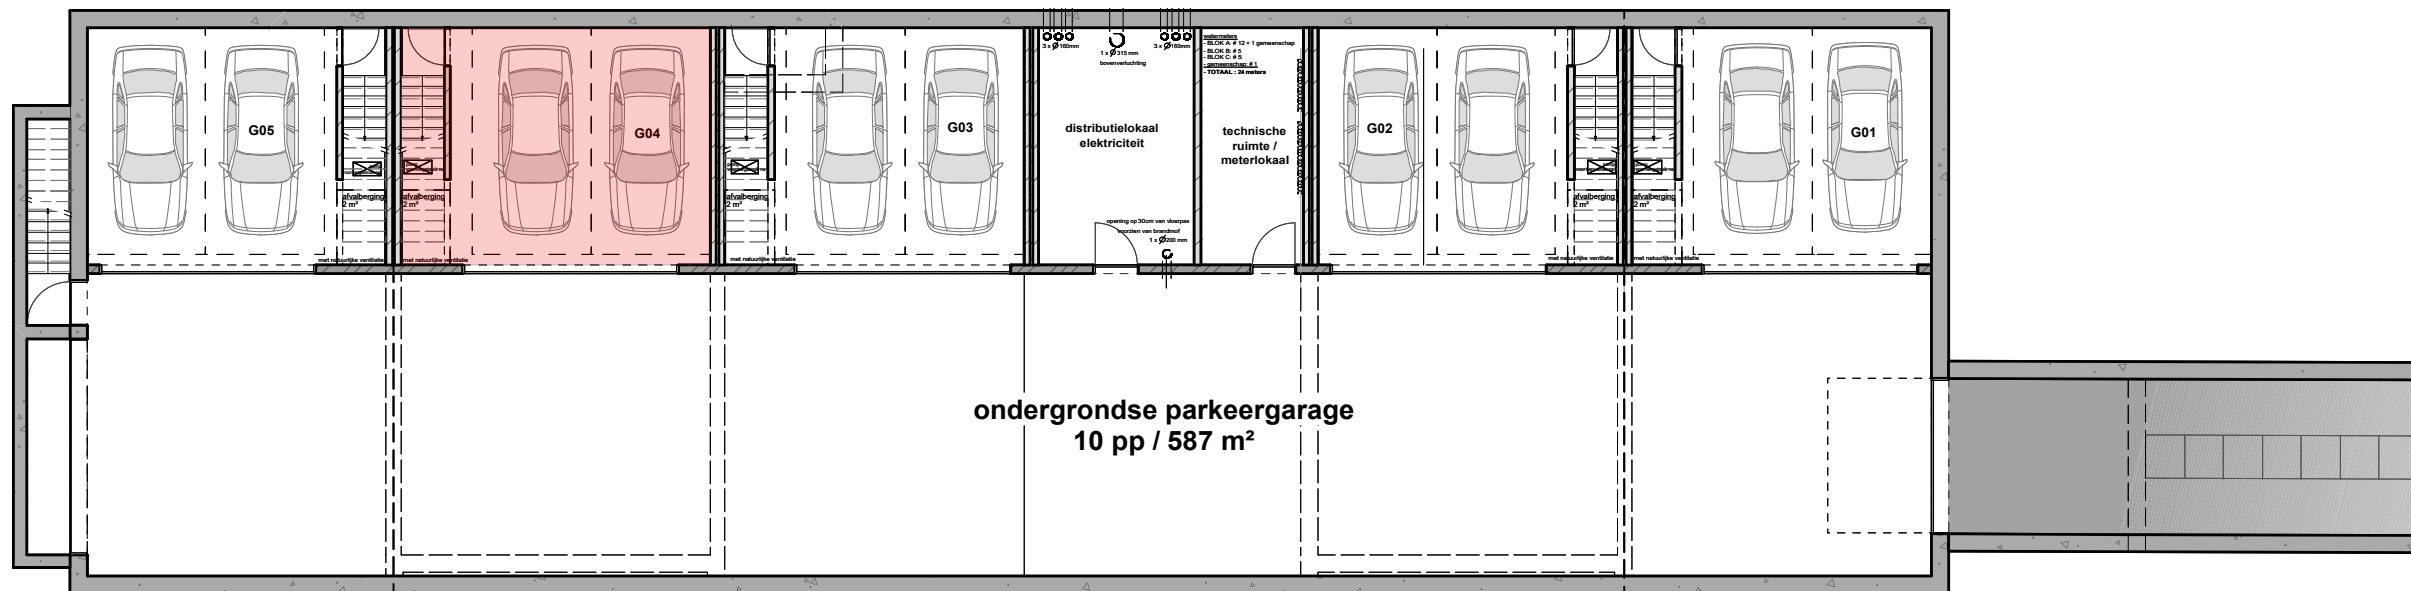 3 x Ø160mm
1 x Ø315 mm
bovenverluchting
3 x Ø160mm
watermeters
- BLOK A: # 12 + 1 gemeenschap
- BLOK B: # 5
- BLOK C: # 5
- gemeenschap: # 1
- TOTAAL : 24 meters
G05
G04
G03
distributielokaal
elektriciteit
technische
ruimte /
meterlokaal
G02
G01
afvalberging
2 m²
afvalberging
2 m²
afvalberging
2 m²
afvalberging
2 m²
afvalberging
2 m²
opening op 30cm van vloerpas
voorzien van brandmof
1 x Ø200 mm
met natuurlijke ventilatie
met natuurlijke ventilatie
met natuurlijke ventilatie
met natuurlijke ventilatie
met natuurlijke ventilatie
ondergrondse parkeergarage
10 pp / 587 m²